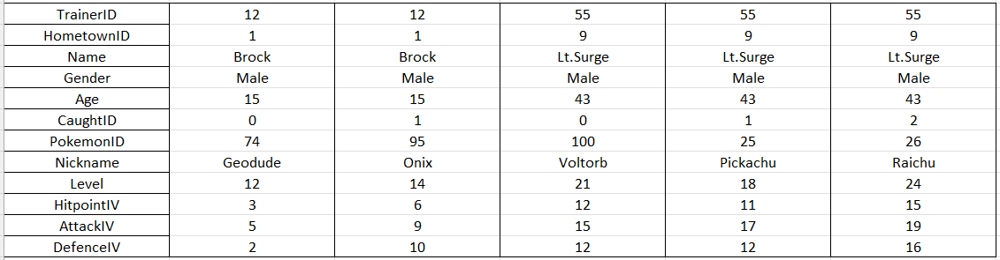 TrainerID 12 12 55 55 55
HometownID 1 1 9 9 9
Name Brock Brock Lt.Surge Lt.Surge Lt.Surge
Gender Male Male Male Male Male
Age 15 15 43 43 43
CaughtID 0 1 0 1 2
PokemonID 74 95 100 25 26
Nickname Geodude Onix Voltorb Pickachu Raichu
Level 12 14 21 18 24
HitpointIV 3 6 12 11 15
AttackIV 5 9 15 17 19
DefenceIV 2 10 12 12 16